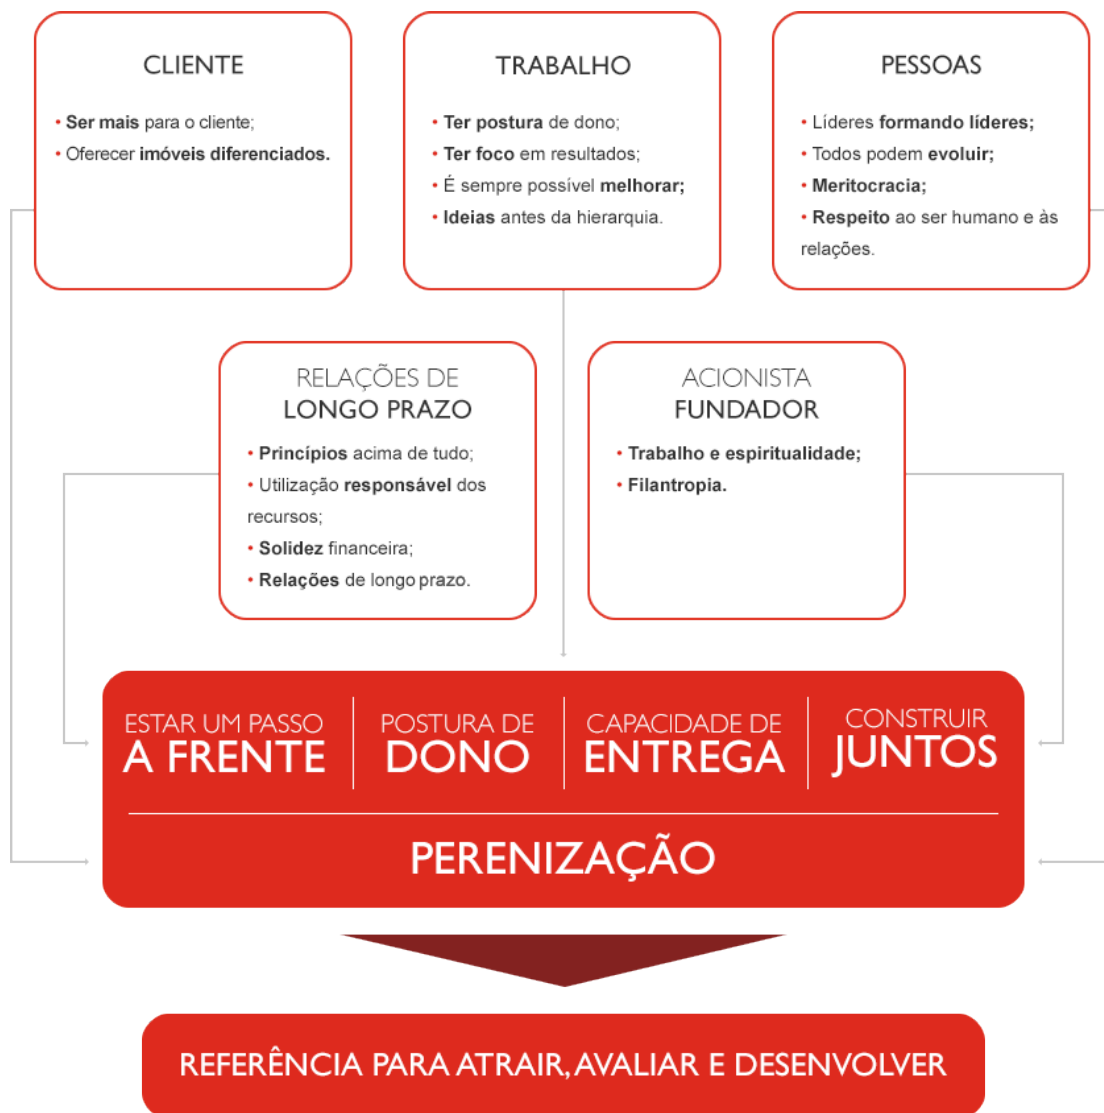 CLIENTE
• Ser mais para o cliente;
• Oferecer imóveis diferenciados.
TRABALHO
• Ter postura de dono;
• Ter foco em resultados;
• É sempre possível melhorar;
• Ideias antes da hierarquia.
PESSOAS
• Líderes formando líderes;
• Todos podem evoluir;
• Meritocracia;
• Respeito ao ser humano e às
relações.
RELAÇÕES DE
LONGO PRAZO
• Princípios acima de tudo;
• Utilização responsável dos
recursos;
• Solidez financeira;
• Relações de longo prazo.
ACIONISTA
FUNDADOR
• Trabalho e espiritualidade;
• Filantropia.
ESTAR UM PASSO
A FRENTE
POSTURA DE
DONO
CAPACIDADE DE
ENTREGA
CONSTRUIR
JUNTOS
PERENIZAÇÃO
REFERÊNCIA PARA ATRAIR, AVALIAR E DESENVOLVER